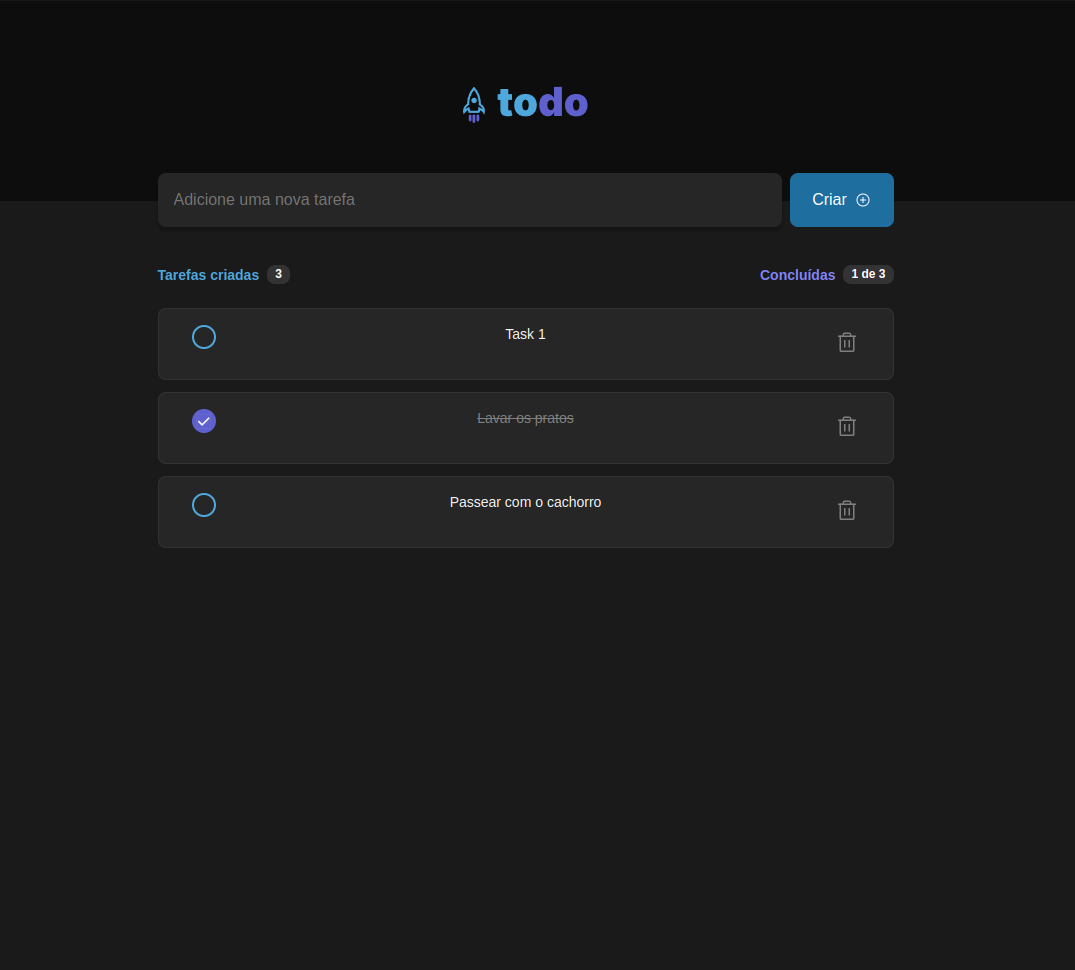 todo
Adicione uma nova tarefa
Criar
Tarefas criadas 3
Concluídas 1 de 3
Task 1
Lavar os pratos
Passear com o cachorro